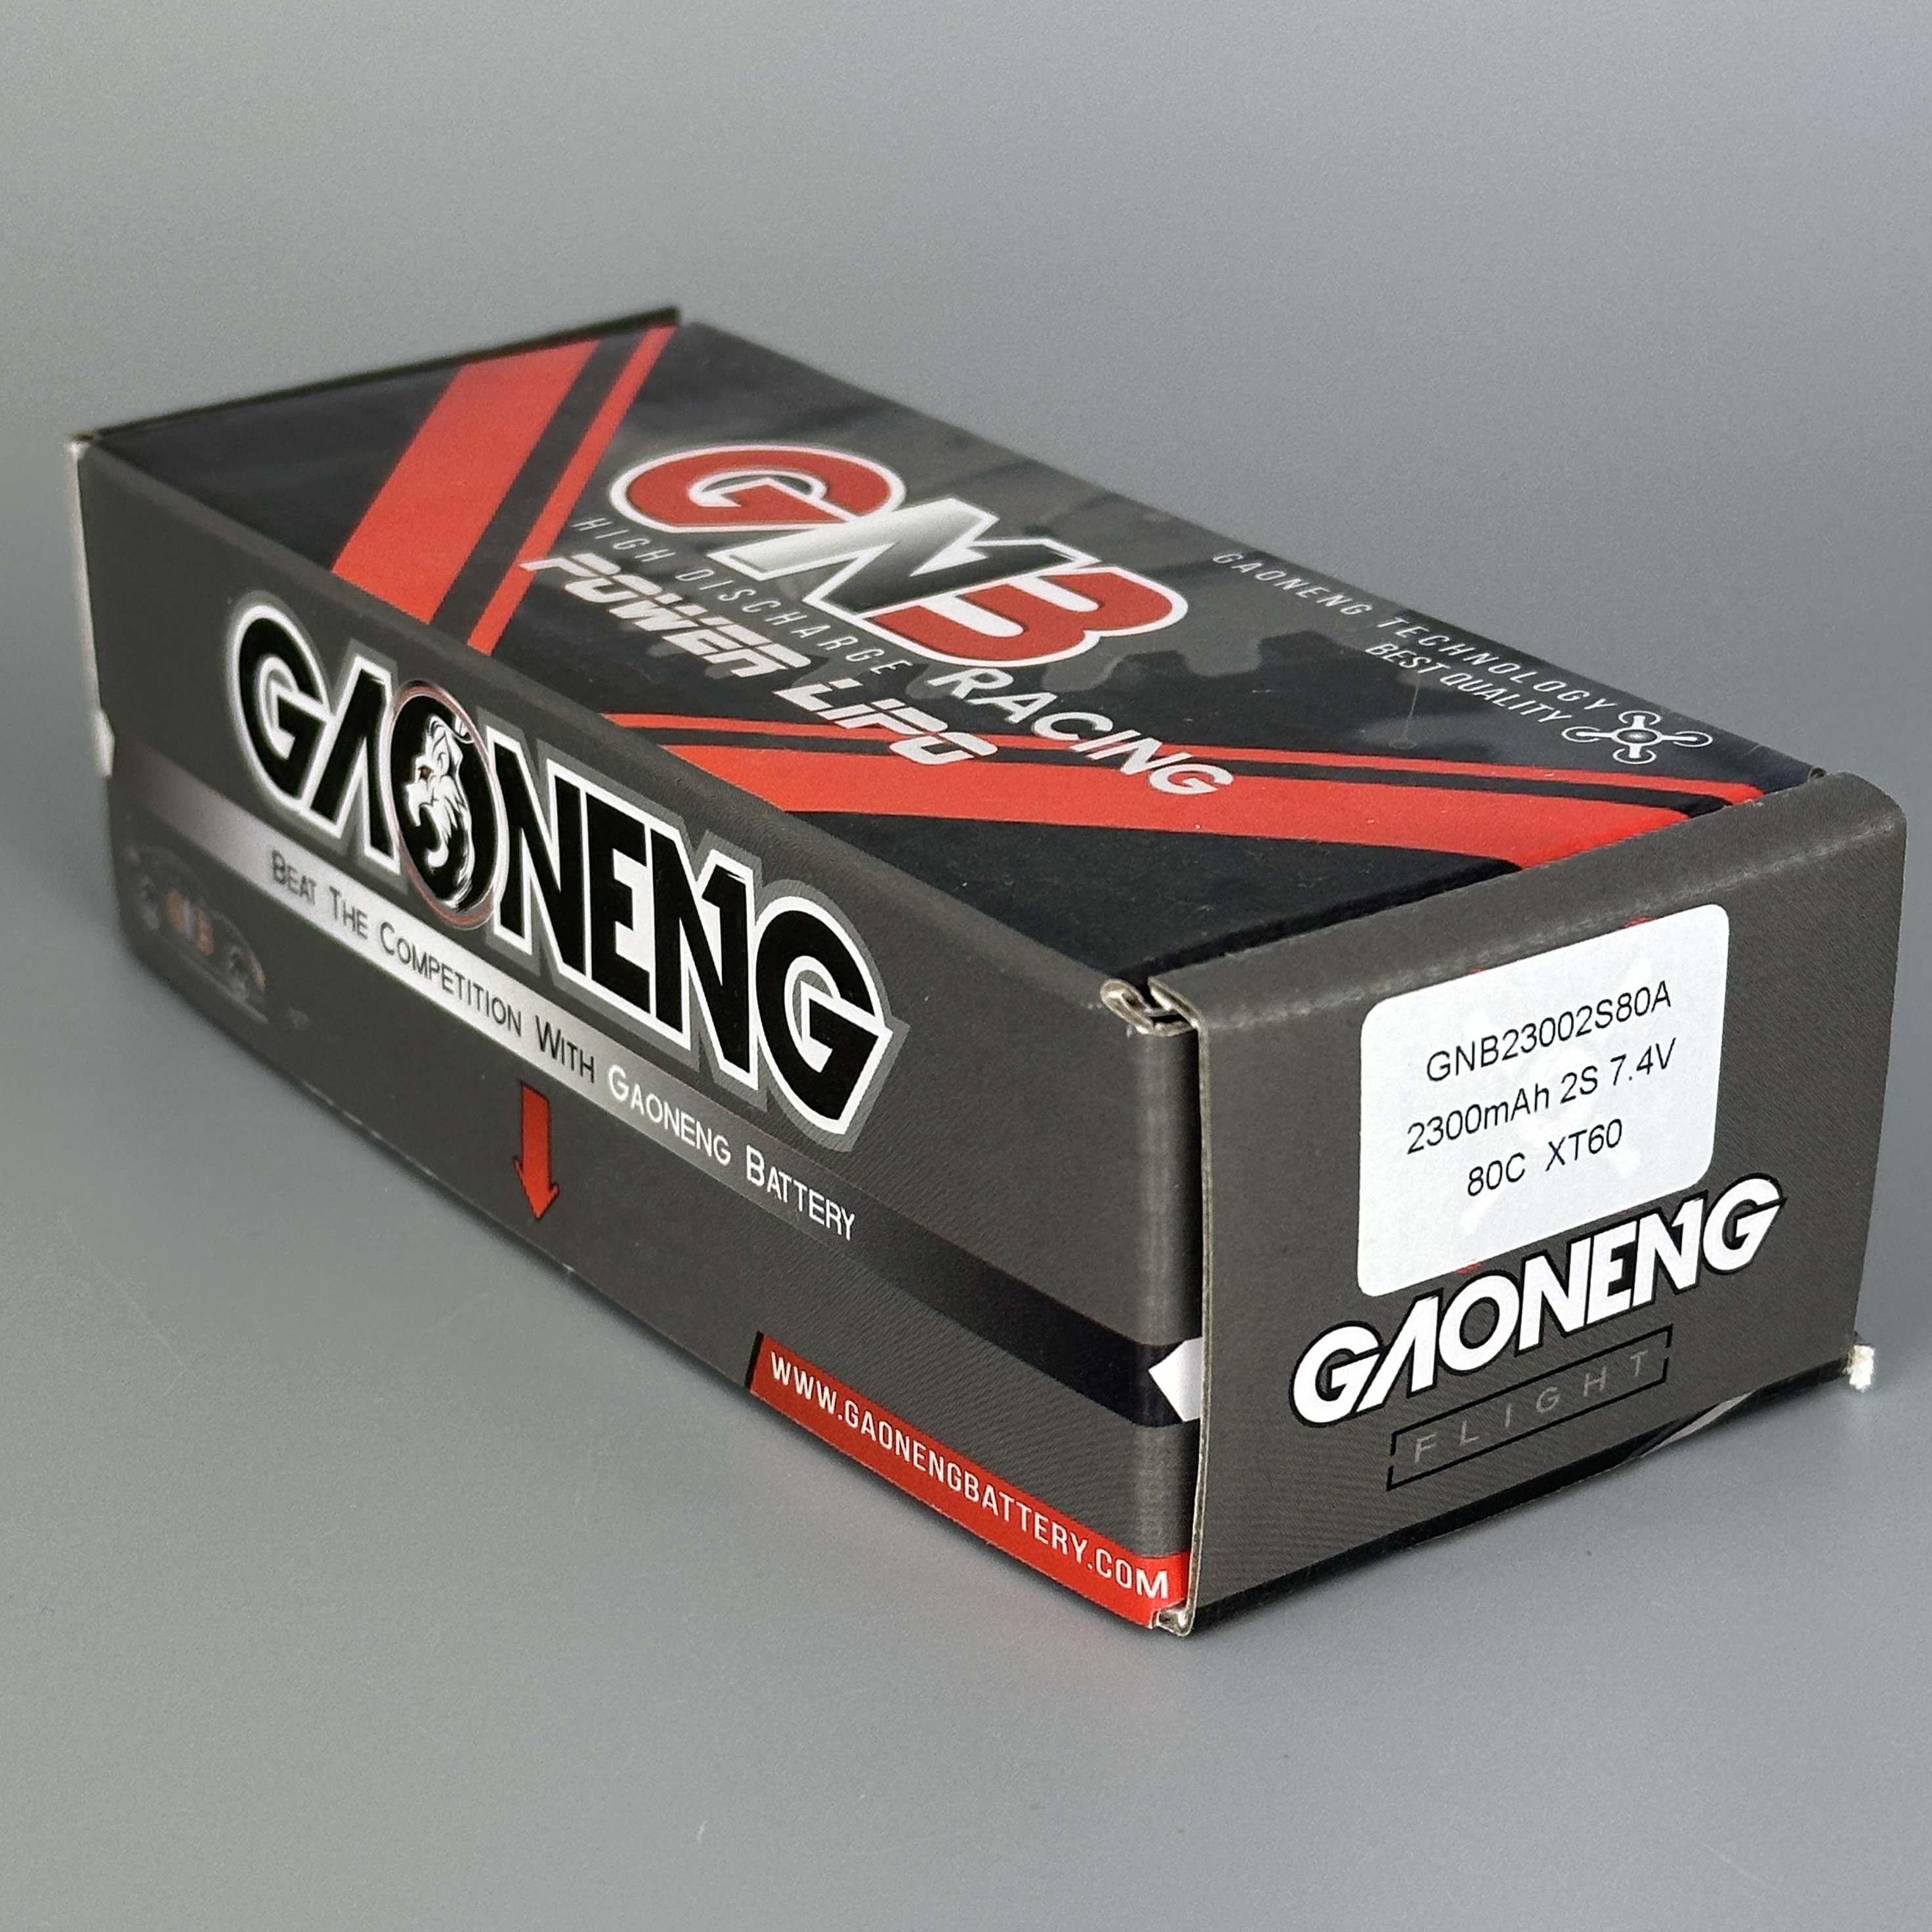 GNB
HIGH DISCHARGE RACING
POWER LIPO
GAONENG TECHNOLOGY
BEST QUALITY
GAONENG
BEAT THE COMPETITION WITH GAONENG BATTERY
GNB
WWW.GAONENGBATTERY.COM
GNB23002S80A
2300mAh 2S 7.4V
80C XT60
GAONENG
FLIGHT